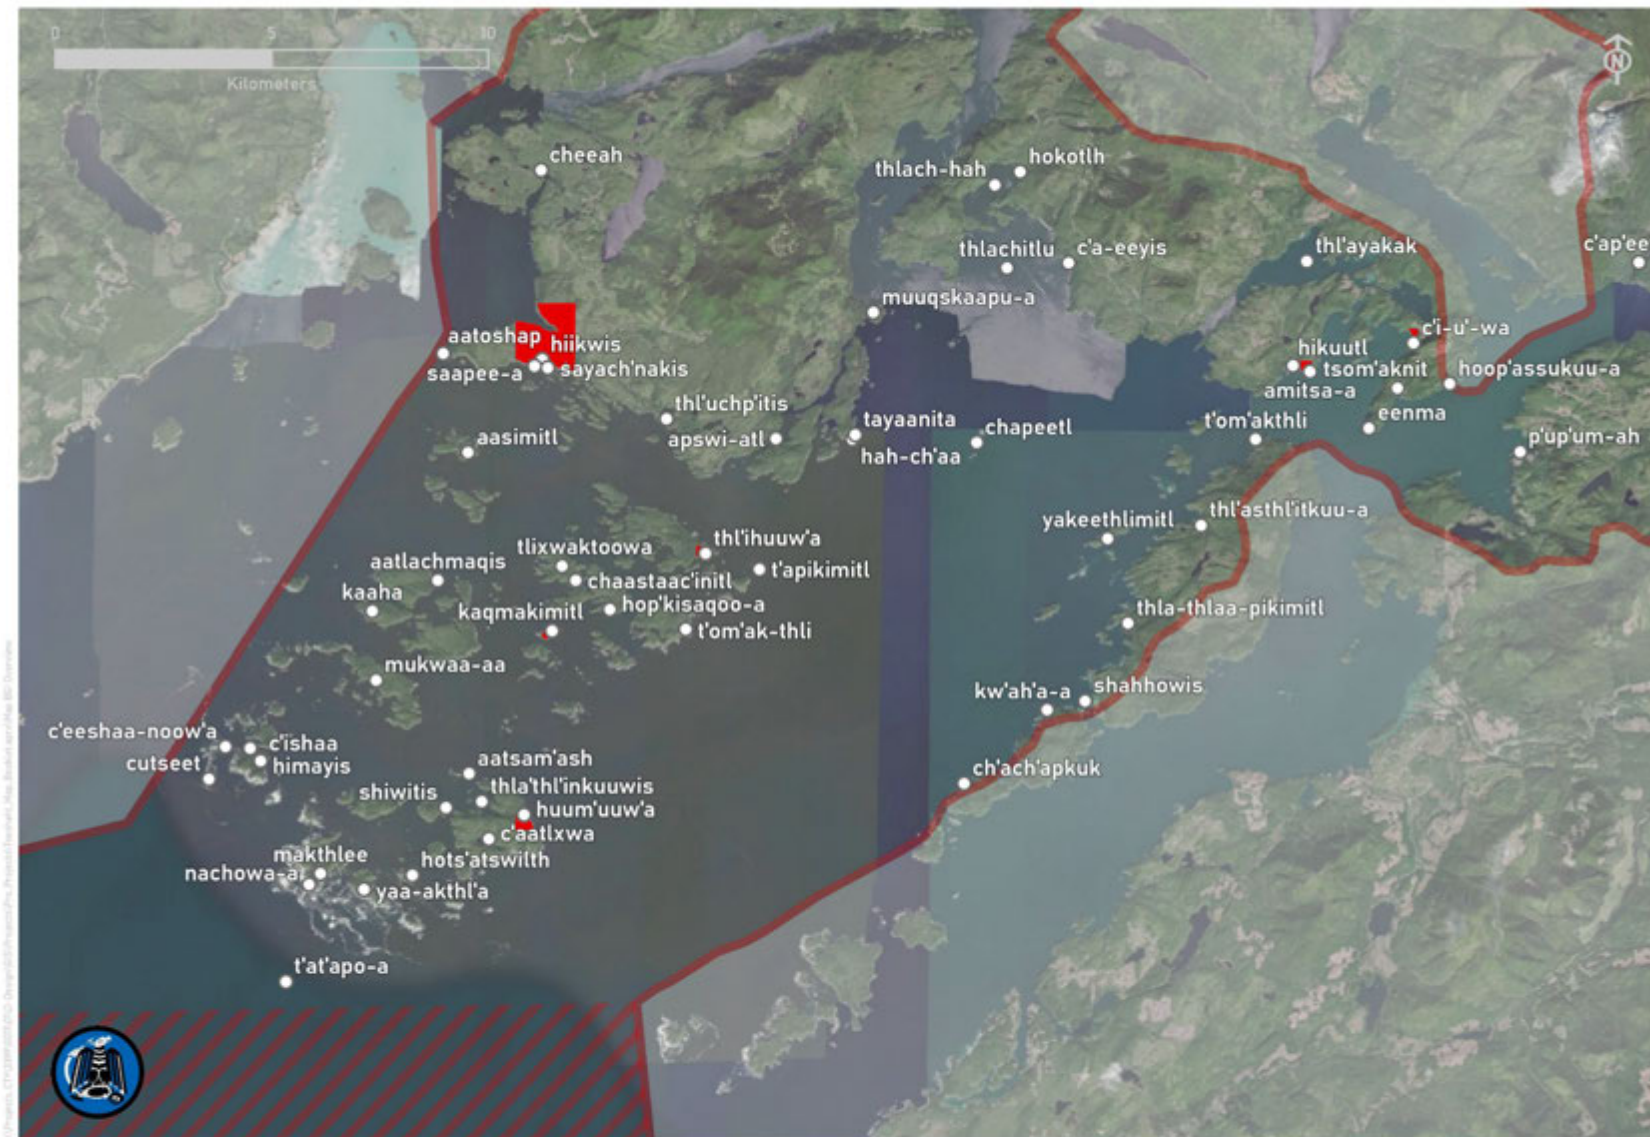 0 5 10
Kilometers
N
cheeah
hokotlh
thlach-hah
thlachitlu
c'a-eeyis
thl'ayakak
c'ap'ee
muuqskaapu-a
aatoshap
hiikwis
saapee-a
sayach'nakis
c'i-u'-wa
hikuutl
tsom'aknit
hoop'assukuu-a
amitsa-a
eenma
thl'uchp'itis
tayaanita
chapeetl
t'om'akthli
apswi-atl
hah-ch'aa
p'up'um-ah
aasimitl
yakeethlimitl
thl'asthl'itkuu-a
tlixwaktoowa
thl'ihuuw'a
aatlachmaqis
t'apikimitl
chaastaac'initl
kaaha
kaqmakimitl
hop'kisaqoo-a
thla-thlaa-pikimitl
t'om'ak-thli
mukwaa-aa
kw'ah'a-a
shahhowis
c'eeshaa-noow'a
c'ishaa
cutseet
himayis
aatsam'ash
ch'ach'apkuk
shiwitis
thla'thl'inkuuwis
huum'uuw'a
c'aatlxwa
makthlee
hots'atswilth
nachowa-a
yaa-akthl'a
t'at'apo-a